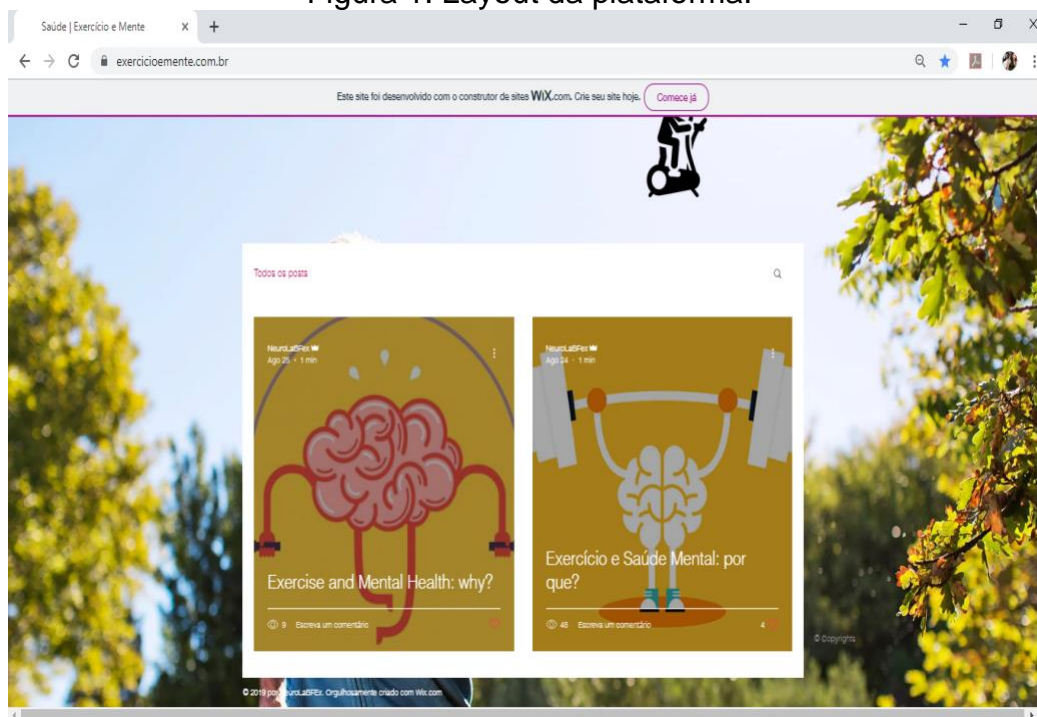 Figura 1: Layout da plataforma.
Saúde | Exercício e Mente
exercicioemente.com.br
Este site foi desenvolvido com o construtor de sites WiX.com. Crie seu site hoje. Comece já
Todos os posts
NeuroLaBFex
Ago 25 · 1 min
Exercise and Mental Health: why?
9 Escreva um comentário
NeuroLaBFex
Ago 24 · 1 min
Exercício e Saúde Mental: por
que?
48 Escreva um comentário 4
© Copyrights
© 2019 por NeuroLaBFEx. Orgulhosamente criado com Wix.com